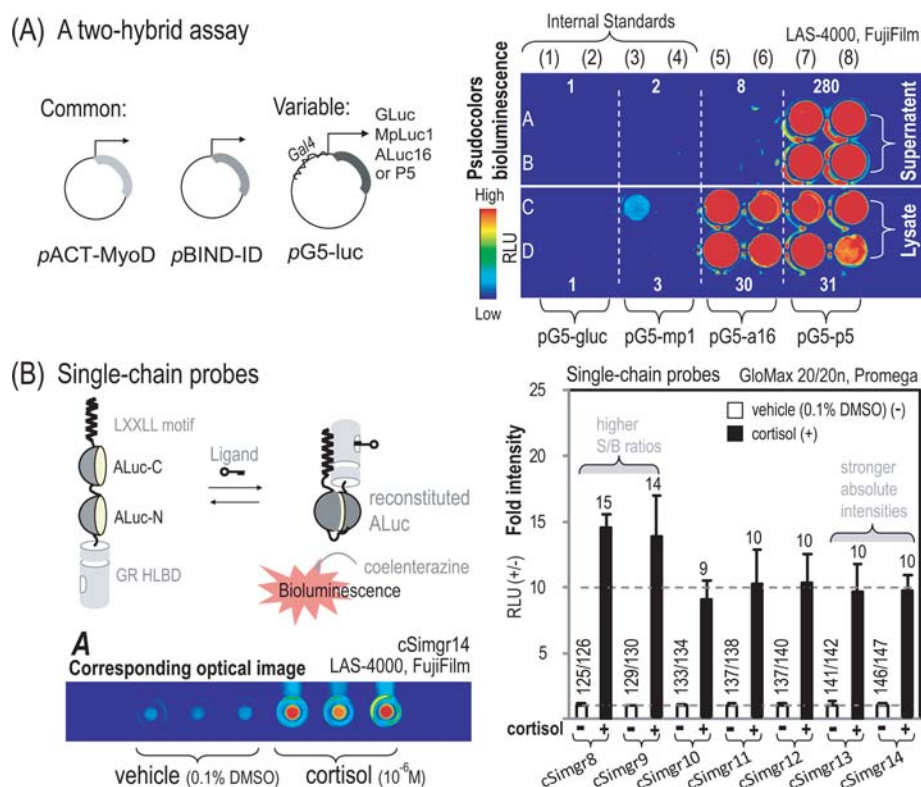 (A) A two-hybrid assay
Common:
Variable:
Gal4
GLuc
MpLuc1
ALuc16
or P5
pACT-MyoD
pBIND-ID
pG5-luc
Internal Standards
LAS-4000, FujiFilm
(1) (2) (3) (4) (5) (6) (7) (8)
Psudocolors
bioluminescence
High
RLU
Low
1 2 8 280
A
B
Supernatent
C
D
Lysate
1 3 30 31
pG5-gluc pG5-mp1 pG5-a16 pG5-p5
(B) Single-chain probes
LXXLL motif
ALuc-C
ALuc-N
GR HLBD
Ligand
reconstituted
ALuc
coelenterazine
Bioluminescence
A
cSimgr14
Corresponding optical image LAS-4000, FujiFilm
vehicle
(0.1% DMSO)
cortisol
(10⁻⁶M)
Single-chain probes GloMax 20/20n, Promega
Fold intensity
RLU (+/-)
25
20
15
10
5
vehicle (0.1% DMSO) (-)
cortisol (+)
higher
S/B ratios
stronger
absolute
intensities
15 14 9 10 10 10 10
125/126 129/130 133/134 137/138 137/140 141/142 146/147
cortisol - + - + - + - + - + - + - +
cSimgr8 cSimgr9 cSimgr10 cSimgr11 cSimgr12 cSimgr13 cSimgr14